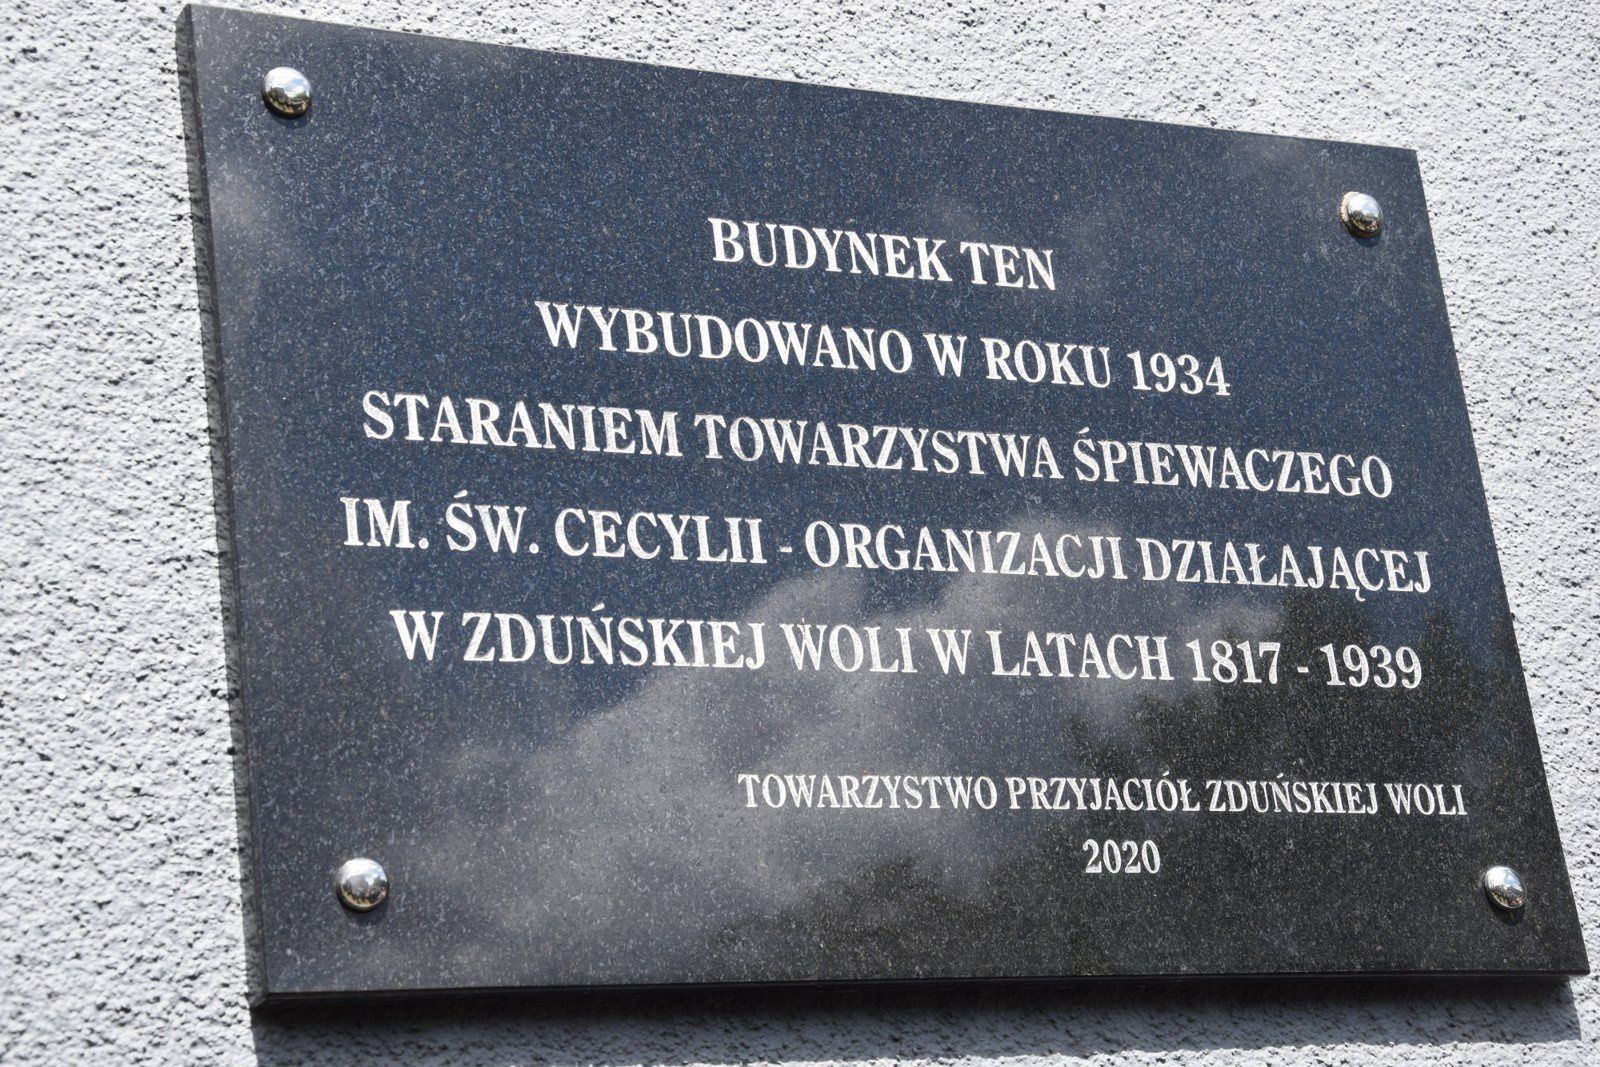 BUDYNEK TEN
WYBUDOWANO W ROKU 1934
STARANIEM TOWARZYSTWA ŚPIEWACZEGO
IM. ŚW. CECYLII - ORGANIZACJI DZIAŁAJĄCEJ
W ZDUŃSKIEJ WOLI W LATACH 1817 - 1939
TOWARZYSTWO PRZYJACIÓŁ ZDUŃSKIEJ WOLI
2020